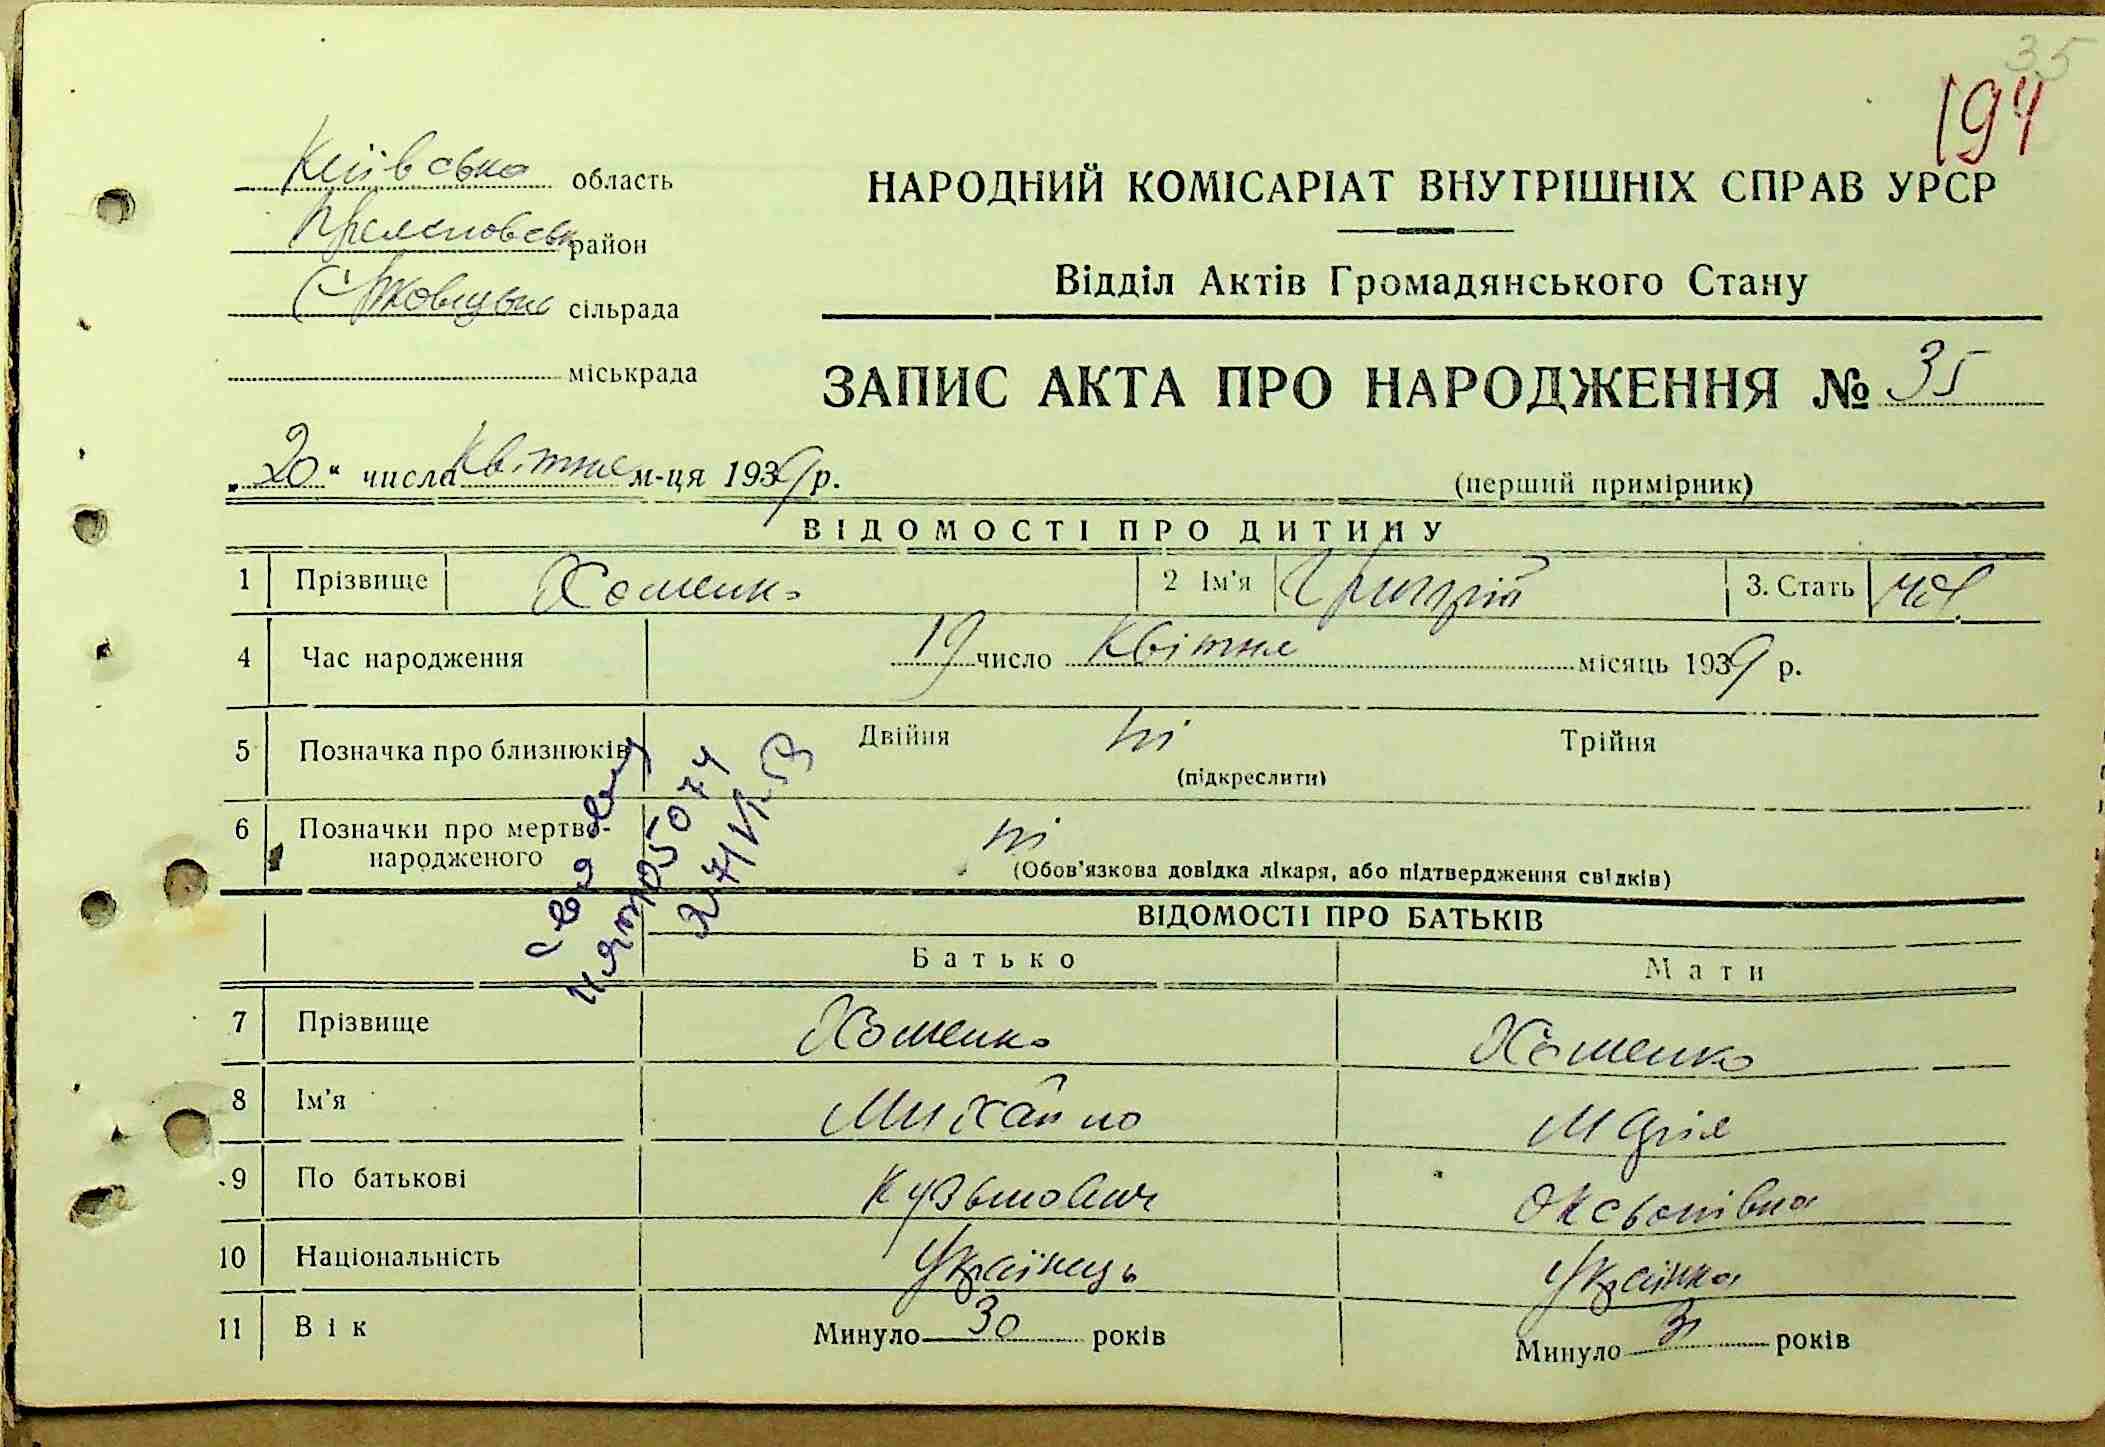 35
194
Київська область
район
сільрада
міськрада
НАРОДНИЙ КОМІСАРІАТ ВНУТРІШНІХ СПРАВ УРСР
Відділ Актів Громадянського Стану
ЗАПИС АКТА ПРО НАРОДЖЕННЯ № 35
„20“ числа квітня м-ця 1939 р.
(перший примірник)
ВІДОМОСТІ ПРО ДИТИНУ
1 Прізвище Хоменко 2 Ім'я Григорій 3. Стать чол
4 Час народження 19 число квітня місяць 1939 р.
5 Позначка про близнюків Двійня ні Трійня
(підкреслити)
6 Позначки про мертво-
народженого ні
(Обов'язкова довідка лікаря, або підтвердження свідків)
ВІДОМОСТІ ПРО БАТЬКІВ
Батько Мати
7 Прізвище Хоменко Хоменко
8 Ім'я Михайло Марія
9 По батькові Кузьмович Оксьонівна
10 Національність Українець Українка
11 Вік Минуло 30 років Минуло 31 років